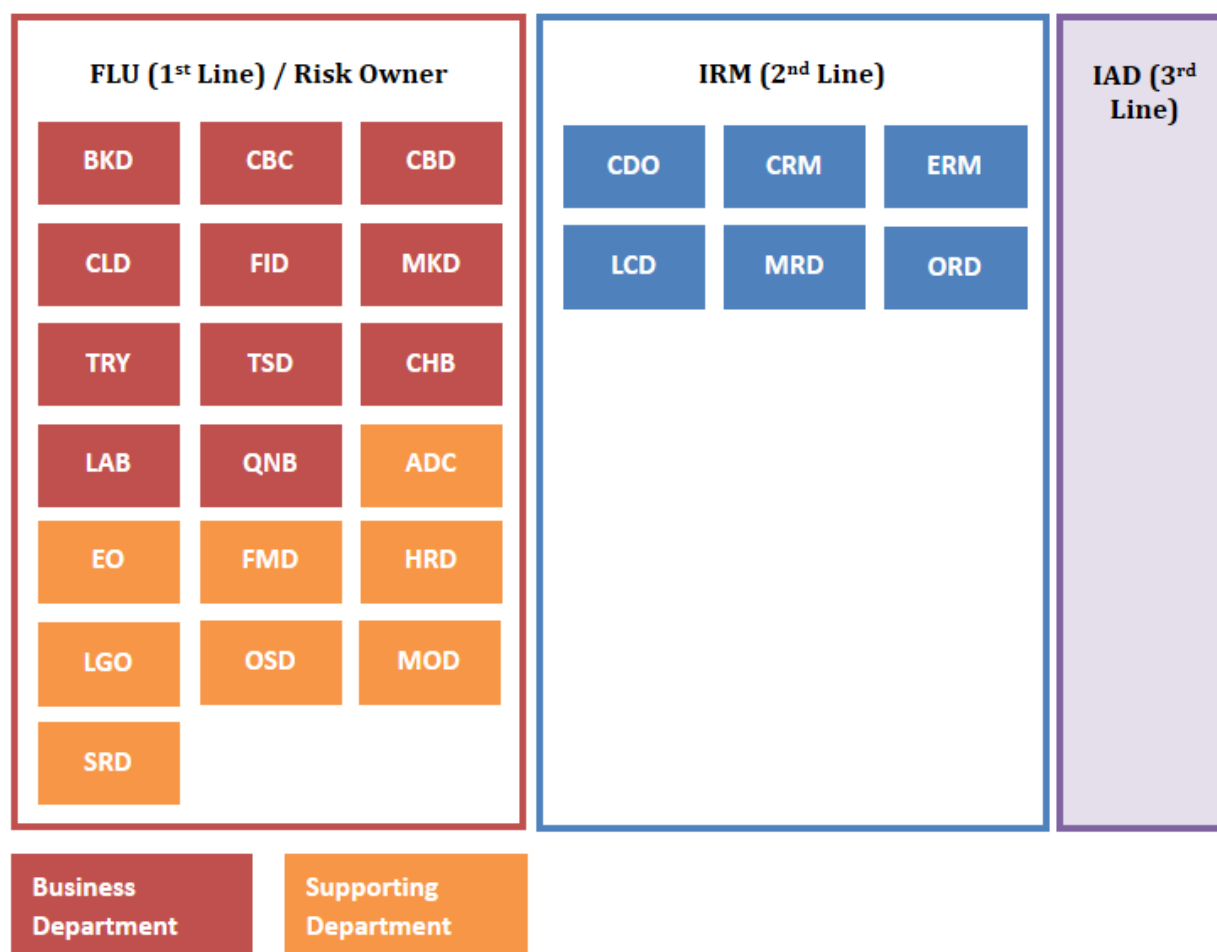 FLU (1st Line) / Risk Owner
BKD CBC CBD
CLD FID MKD
TRY TSD CHB
LAB QNB ADC
EO FMD HRD
LGO OSD MOD
SRD
IRM (2nd Line)
CDO CRM ERM
LCD MRD ORD
IAD (3rd
Line)
Business
Department
Supporting
Department